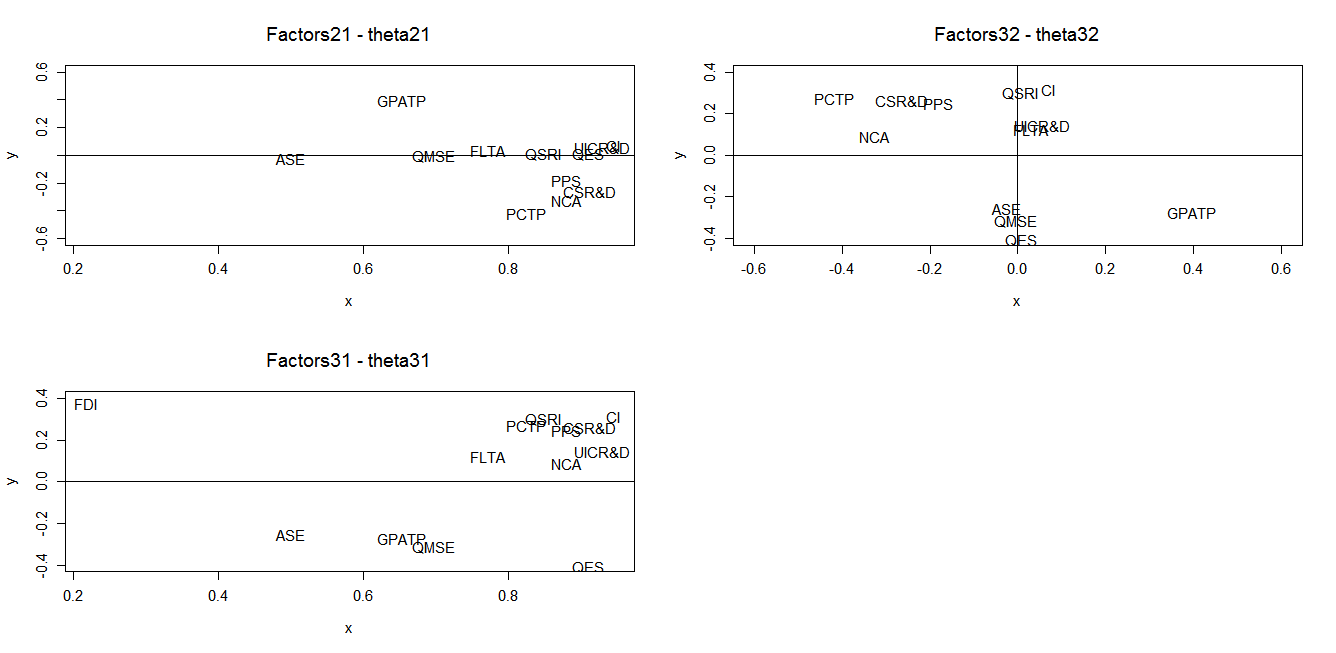 Factors21 - theta21
0.6
0.2
-0.2
-0.6
y
GPATP
ASE
QMSE
FLTA
QSRI
QES
UICR&D
CI
PPS
CSR&D
NCA
PCTP
0.2
0.4
0.6
0.8
x
Factors32 - theta32
0.4
0.2
0.0
-0.2
-0.4
y
PCTP
CSR&D
PPS
QSRI
CI
NCA
UICR&D
FLTA
ASE
QMSE
QES
GPATP
-0.6
-0.4
-0.2
0.0
0.2
0.4
0.6
x
Factors31 - theta31
0.4
0.2
0.0
-0.2
-0.4
y
FDI
QSRI
CI
PCTP
PPS
CSR&D
UICR&D
FLTA
NCA
ASE
GPATP
QMSE
QES
0.2
0.4
0.6
0.8
x